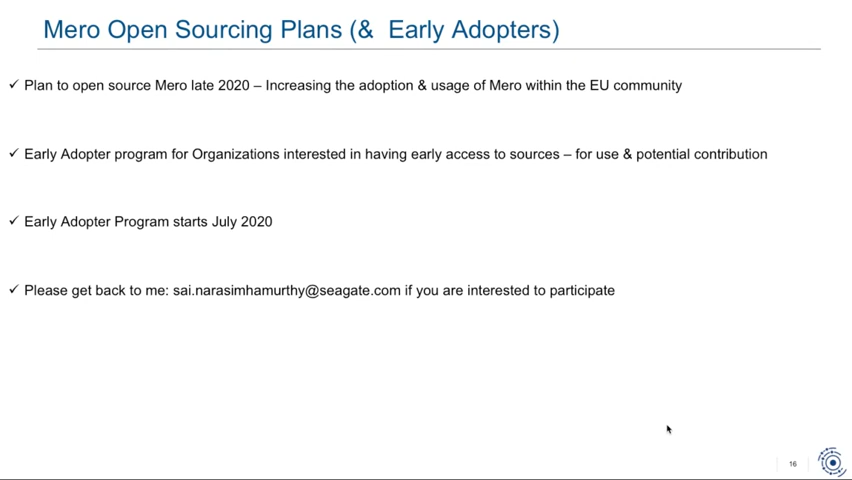 Mero Open Sourcing Plans (& Early Adopters)
✓ Plan to open source Mero late 2020 – Increasing the adoption & usage of Mero within the EU community
✓ Early Adopter program for Organizations interested in having early access to sources – for use & potential contribution
✓ Early Adopter Program starts July 2020
✓ Please get back to me: sai.narasimhamurthy@seagate.com if you are interested to participate
16